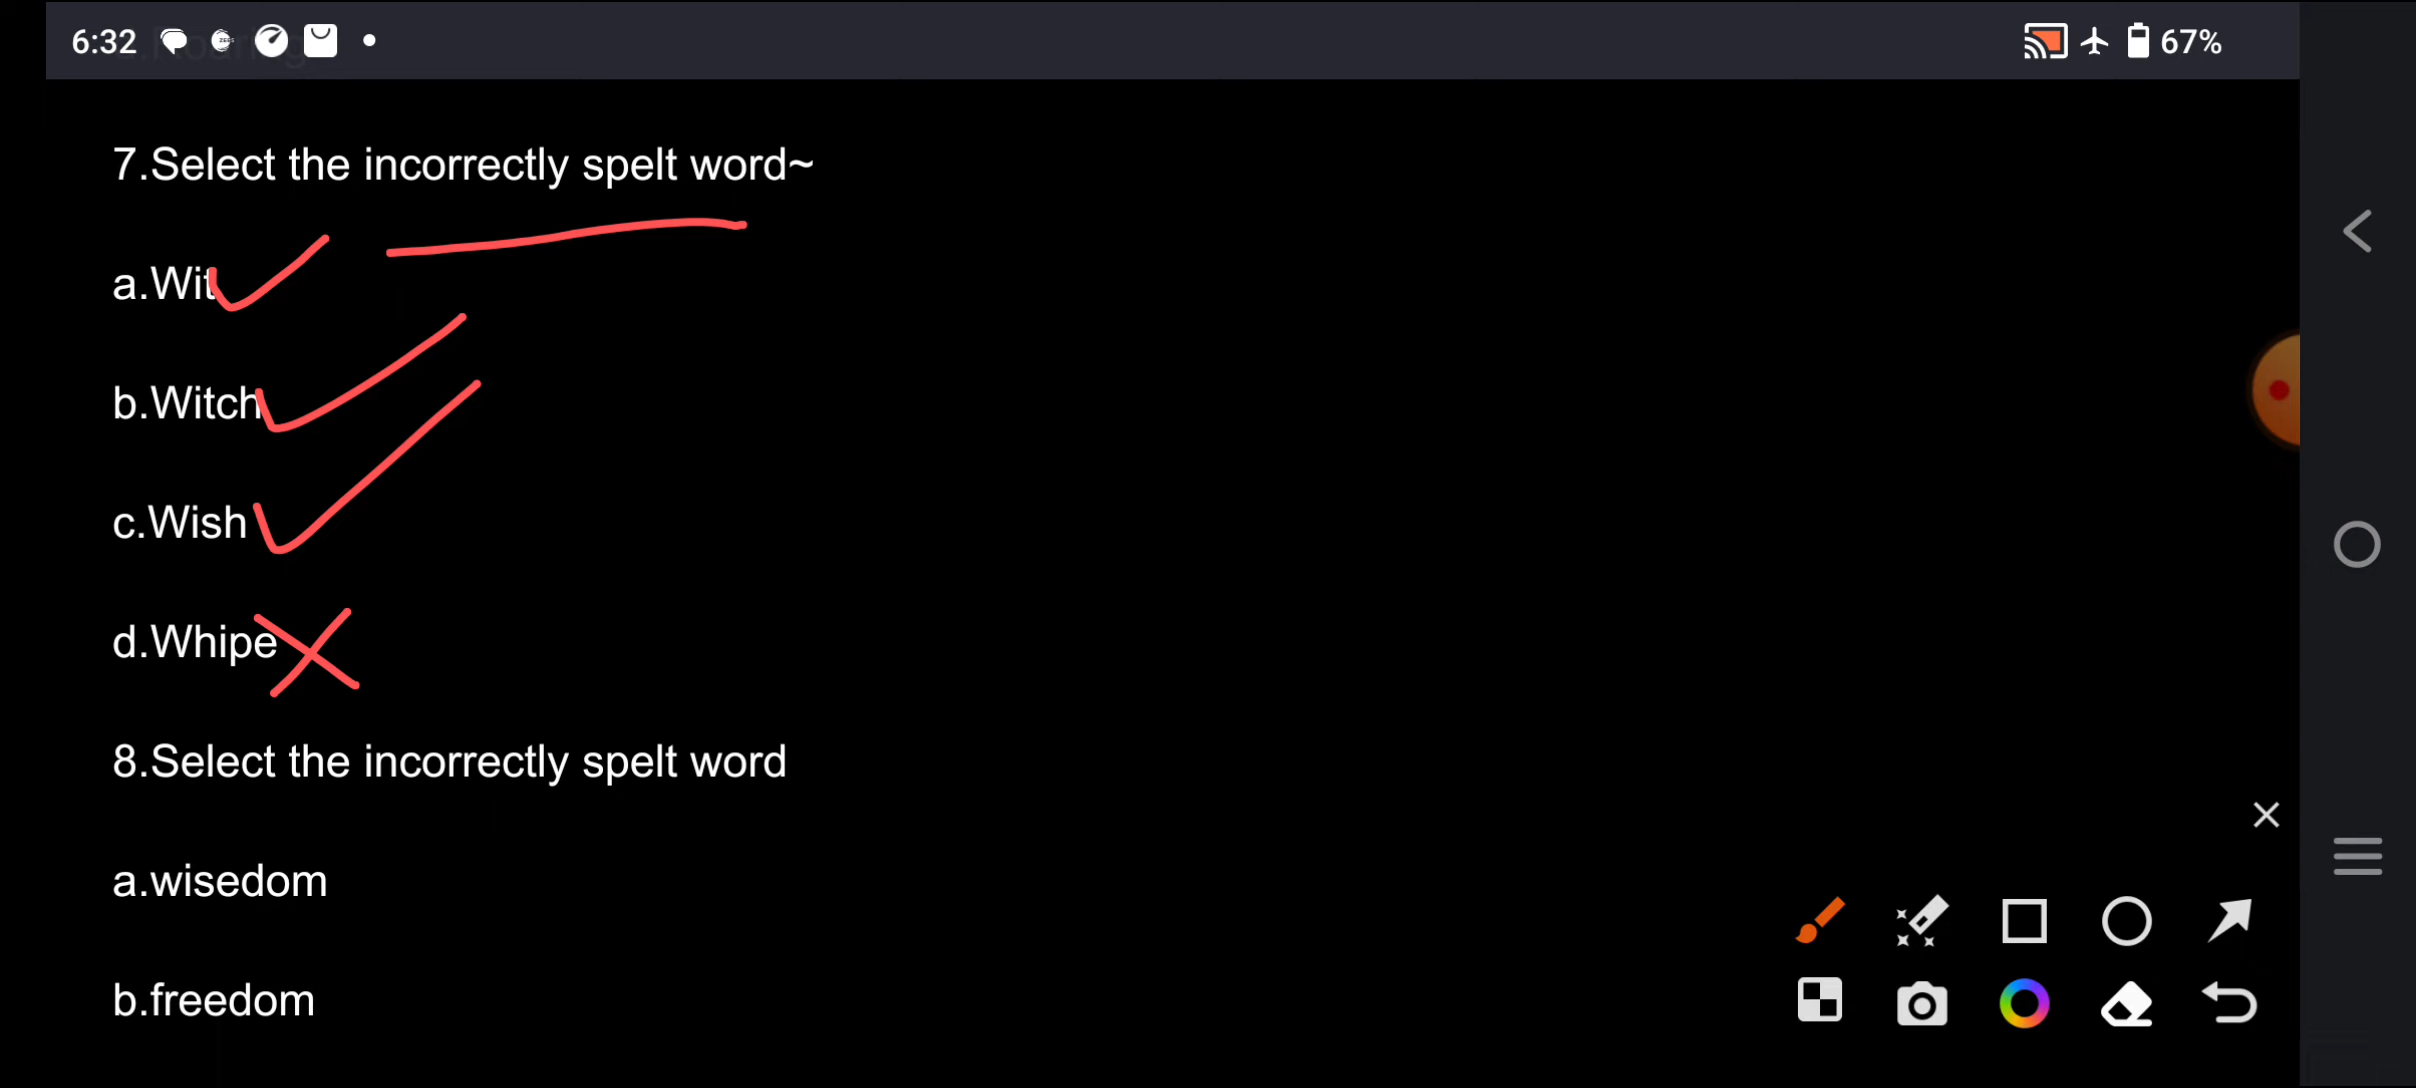 6:32
67%
7.Select the incorrectly spelt word~
a.Wit
b.Witch
c.Wish
d.Whipe
8.Select the incorrectly spelt word
a.wisedom
b.freedom